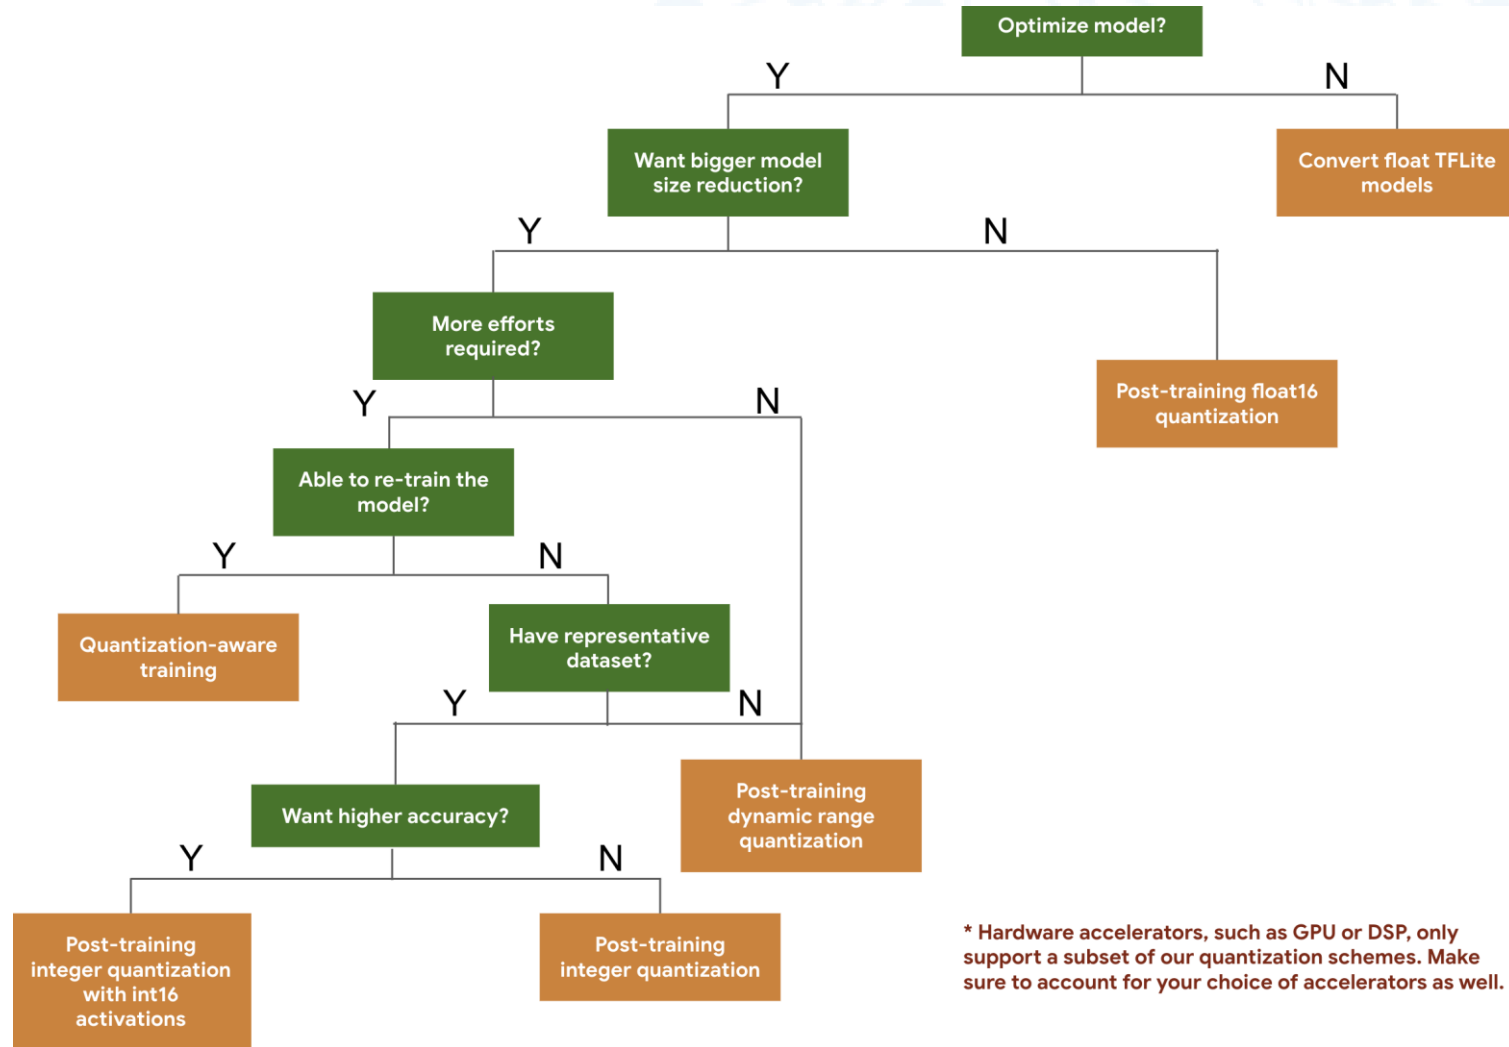 Optimize model?
Y
N
Want bigger model
size reduction?
Convert float TFLite
models
Y
N
More efforts
required?
Post-training float16
quantization
Y
N
Able to re-train the
model?
Y
N
Quantization-aware
training
Have representative
dataset?
Y
N
Want higher accuracy?
Post-training
dynamic range
quantization
Y
N
Post-training
integer quantization
with int16
activations
Post-training
integer quantization
* Hardware accelerators, such as GPU or DSP, only
support a subset of our quantization schemes. Make
sure to account for your choice of accelerators as well.